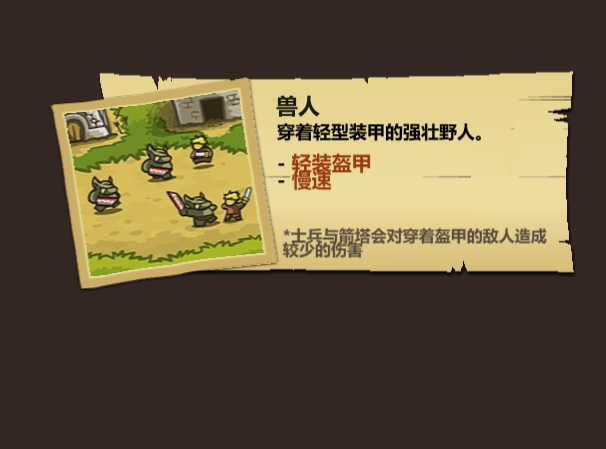 兽人
穿着轻型装甲的强壮野人。
- 轻装盔甲
- 慢速
*士兵与箭塔会对穿着盔甲的敌人造成
较少的伤害